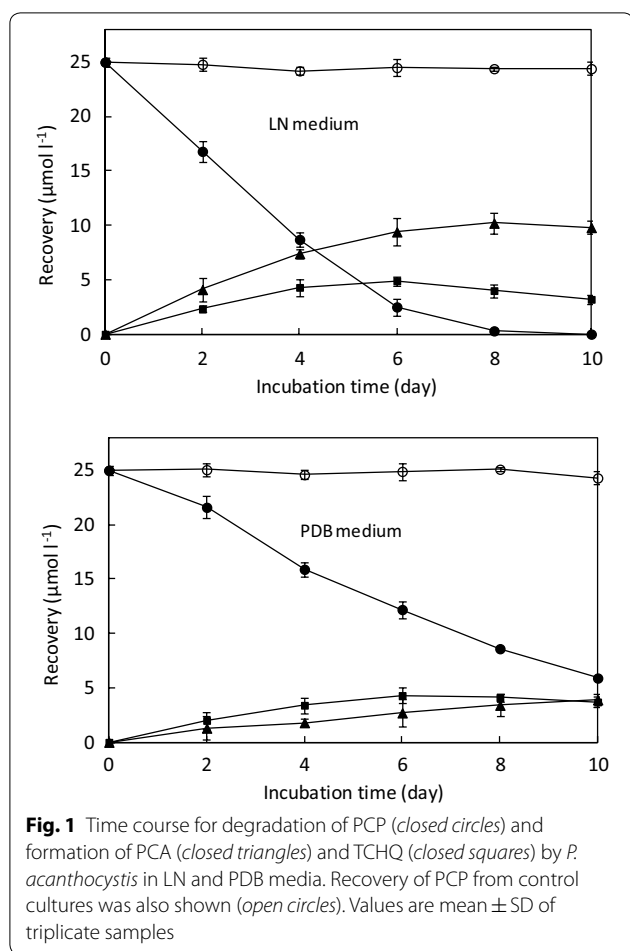 25
20
15
10
5
0
Recovery (μmol l⁻¹)
LN medium
0 2 4 6 8 10
Incubation time (day)
25
20
15
10
5
0
Recovery (μmol l⁻¹)
PDB medium
0 2 4 6 8 10
Incubation time (day)
Fig. 1 Time course for degradation of PCP (closed circles) and
formation of PCA (closed triangles) and TCHQ (closed squares) by P.
acanthocystis in LN and PDB media. Recovery of PCP from control
cultures was also shown (open circles). Values are mean ± SD of
triplicate samples